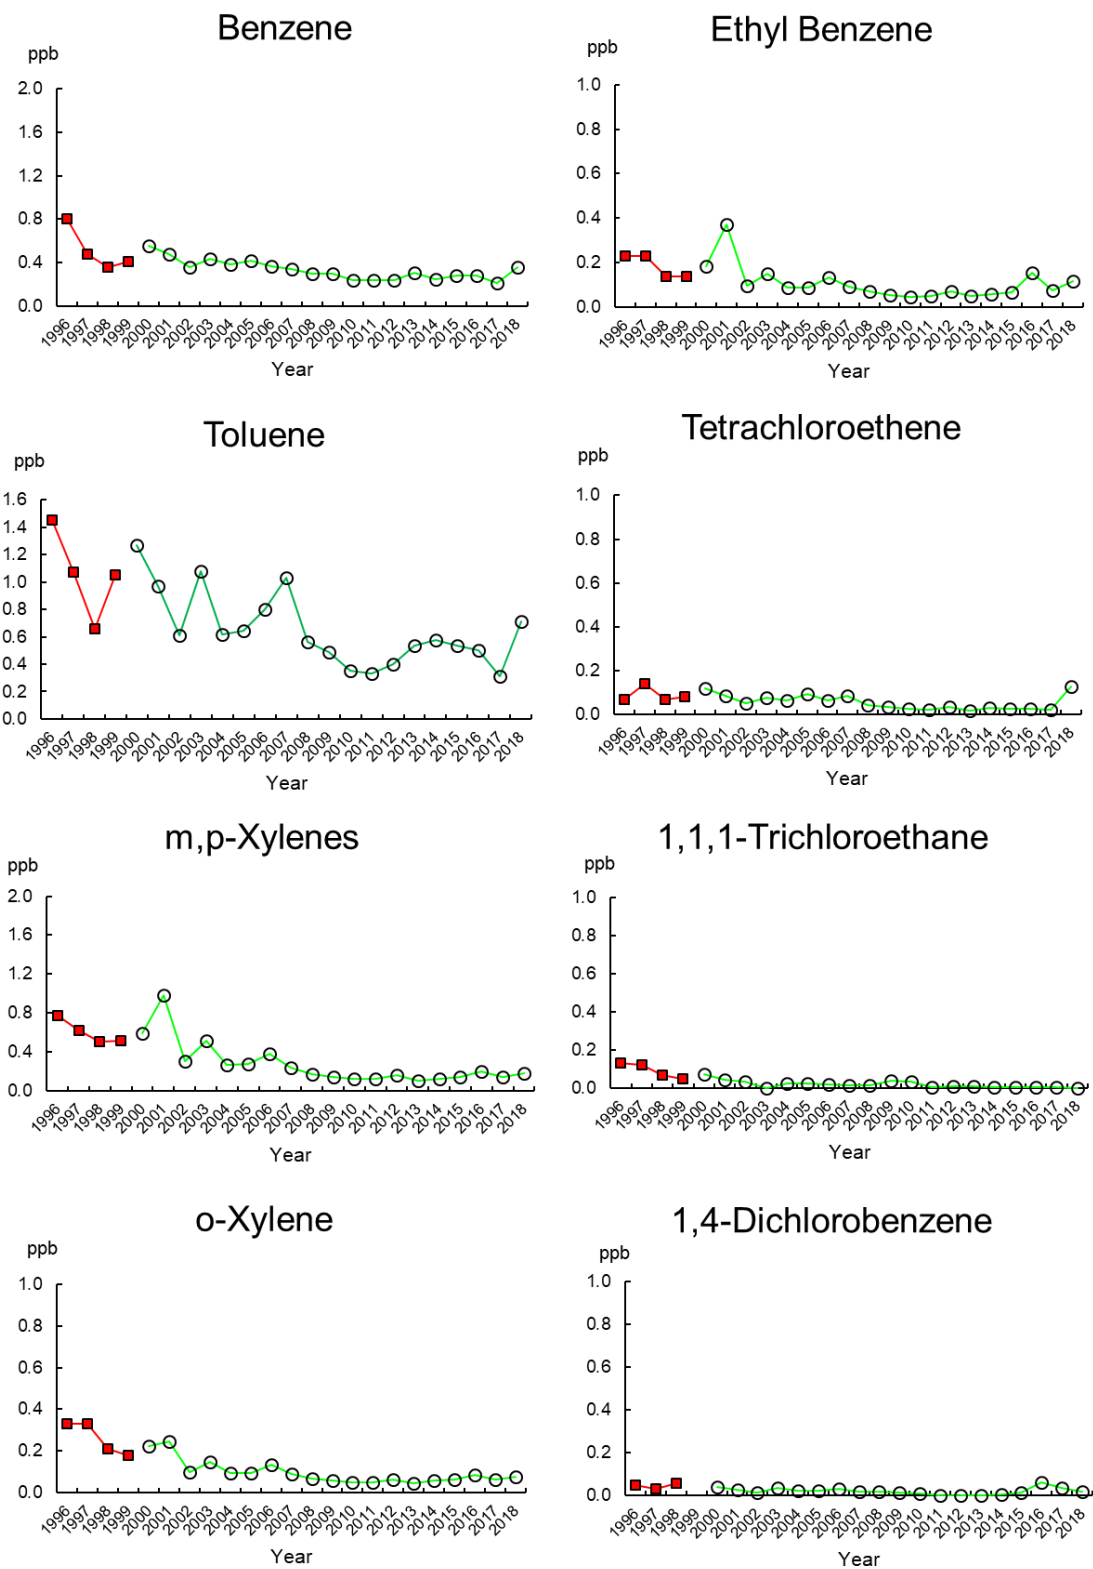 Benzene
ppb
2.0
1.6
1.2
0.8
0.4
0.0
1996 1997 1998 1999 2000 2001 2002 2003 2004 2005 2006 2007 2008 2009 2010 2011 2012 2013 2014 2015 2016 2017 2018
Year
Ethyl Benzene
ppb
1.0
0.8
0.6
0.4
0.2
0.0
1996 1997 1998 1999 2000 2001 2002 2003 2004 2005 2006 2007 2008 2009 2010 2011 2012 2013 2014 2015 2016 2017 2018
Year
Toluene
ppb
1.6
1.4
1.2
1.0
0.8
0.6
0.4
0.2
0.0
1996 1997 1998 1999 2000 2001 2002 2003 2004 2005 2006 2007 2008 2009 2010 2011 2012 2013 2014 2015 2016 2017 2018
Year
Tetrachloroethene
ppb
1.0
0.8
0.6
0.4
0.2
0.0
1996 1997 1998 1999 2000 2001 2002 2003 2004 2005 2006 2007 2008 2009 2010 2011 2012 2013 2014 2015 2016 2017 2018
Year
m,p-Xylenes
ppb
2.0
1.6
1.2
0.8
0.4
0.0
1996 1997 1998 1999 2000 2001 2002 2003 2004 2005 2006 2007 2008 2009 2010 2011 2012 2013 2014 2015 2016 2017 2018
Year
1,1,1-Trichloroethane
ppb
1.0
0.8
0.6
0.4
0.2
0.0
1996 1997 1998 1999 2000 2001 2002 2003 2004 2005 2006 2007 2008 2009 2010 2011 2012 2013 2014 2015 2016 2017 2018
Year
o-Xylene
ppb
1.0
0.8
0.6
0.4
0.2
0.0
1996 1997 1998 1999 2000 2001 2002 2003 2004 2005 2006 2007 2008 2009 2010 2011 2012 2013 2014 2015 2016 2017 2018
Year
1,4-Dichlorobenzene
ppb
1.0
0.8
0.6
0.4
0.2
0.0
1996 1997 1998 1999 2000 2001 2002 2003 2004 2005 2006 2007 2008 2009 2010 2011 2012 2013 2014 2015 2016 2017 2018
Year